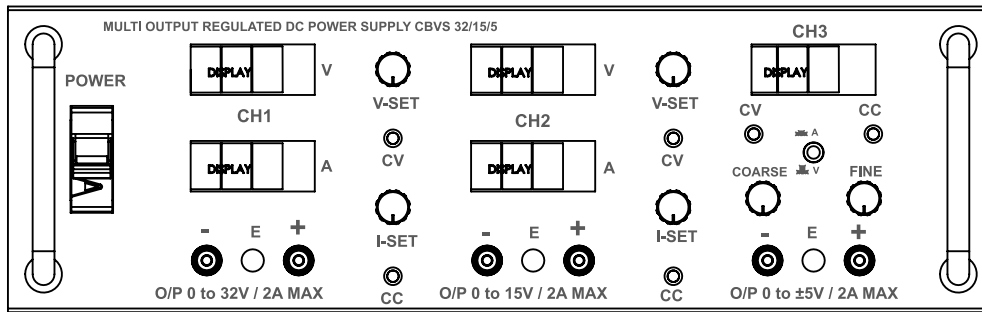 MULTI OUTPUT REGULATED DC POWER SUPPLY CBVS 32/15/5
POWER
DISPLAY
V
CH1
DISPLAY
A
- E +
O/P 0 to 32V / 2A MAX
V-SET
CV
I-SET
CC
DISPLAY
V
CH2
DISPLAY
A
- E +
O/P 0 to 15V / 2A MAX
V-SET
CV
I-SET
CC
CH3
DISPLAY
CV
CC
A
V
COARSE
FINE
- E +
O/P 0 to ±5V / 2A MAX